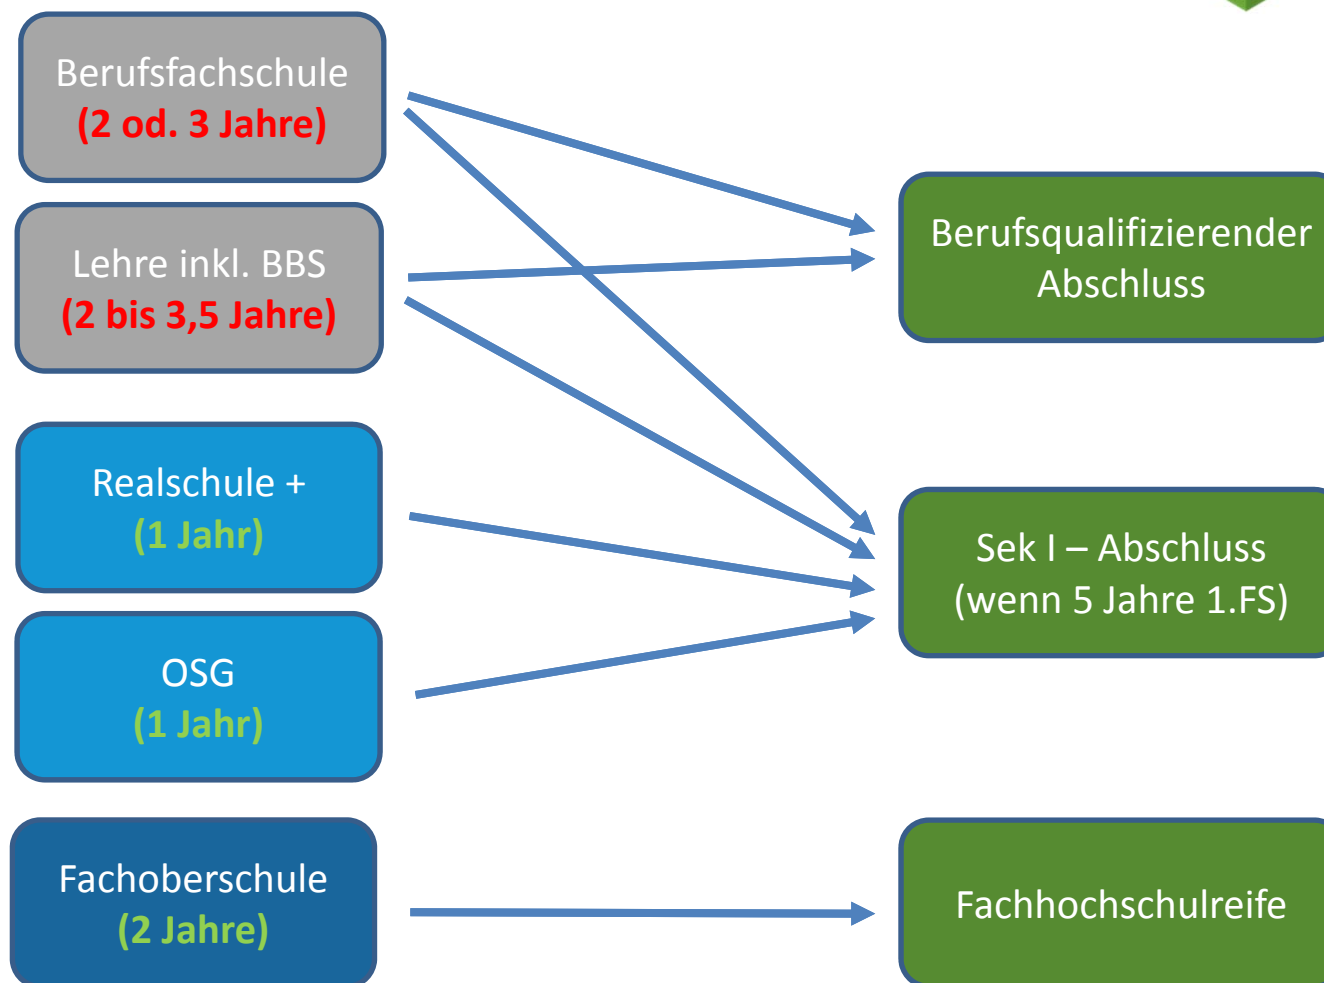 Berufsfachschule
(2 od. 3 Jahre)
Lehre inkl. BBS
(2 bis 3,5 Jahre)
Realschule +
(1 Jahr)
OSG
(1 Jahr)
Fachoberschule
(2 Jahre)
Berufsqualifizierender
Abschluss
Sek I – Abschluss
(wenn 5 Jahre 1.FS)
Fachhochschulreife